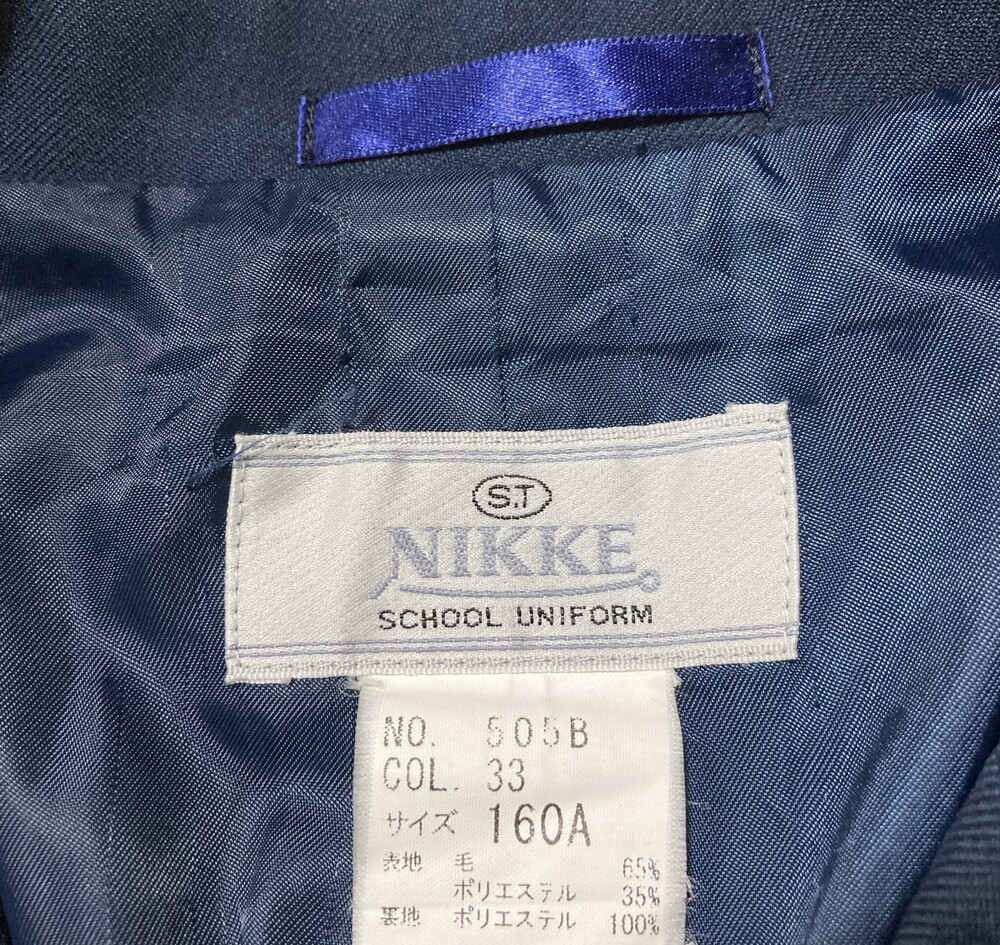 S.T
NIKKE
SCHOOL UNIFORM
NO. 505B
COL. 33
サイズ 160A
表地 毛 65%
ポリエステル 35%
裏地 ポリエステル 100%